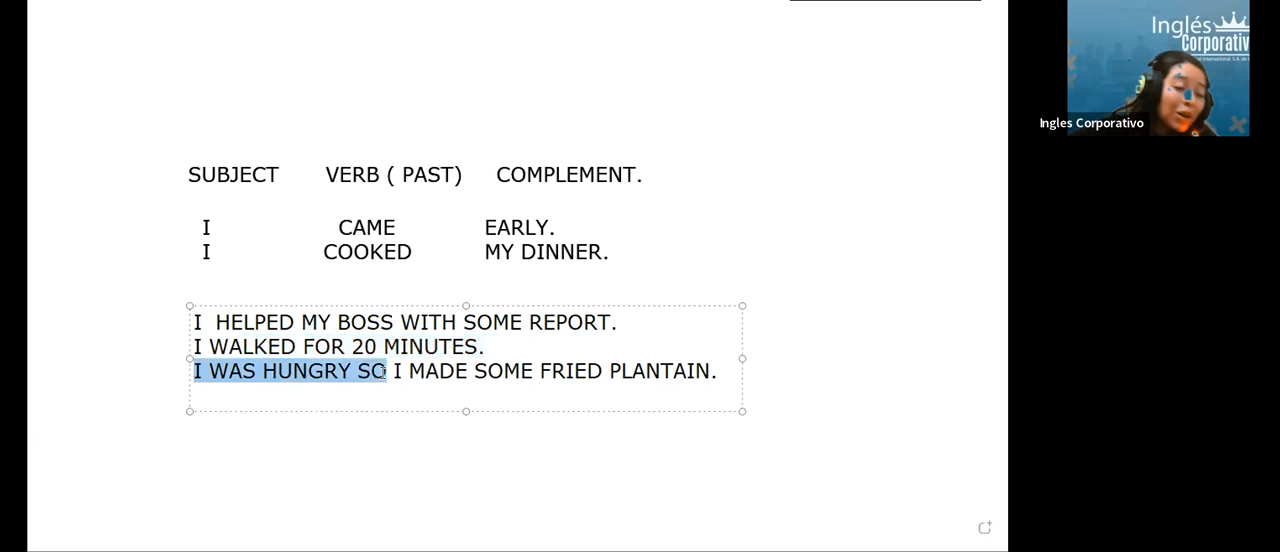 Inglés
Corporativ
Ingles Corporativo
SUBJECT VERB ( PAST) COMPLEMENT.
I CAME EARLY.
I COOKED MY DINNER.
I HELPED MY BOSS WITH SOME REPORT.
I WALKED FOR 20 MINUTES.
I WAS HUNGRY SO I MADE SOME FRIED PLANTAIN.